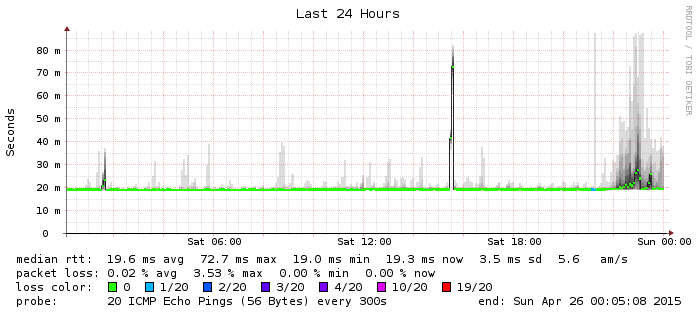 Last 24 Hours
RRDTOOL / TOBI OETIKER
Seconds
80 m
70 m
60 m
50 m
40 m
30 m
20 m
10 m
0
Sat 06:00 Sat 12:00 Sat 18:00 Sun 00:00
median rtt: 19.6 ms avg 72.7 ms max 19.0 ms min 19.3 ms now 3.5 ms sd 5.6 am/s
packet loss: 0.02 % avg 3.53 % max 0.00 % min 0.00 % now
loss color: 0 1/20 2/20 3/20 4/20 10/20 19/20
probe: 20 ICMP Echo Pings (56 Bytes) every 300s end: Sun Apr 26 00:05:08 2015